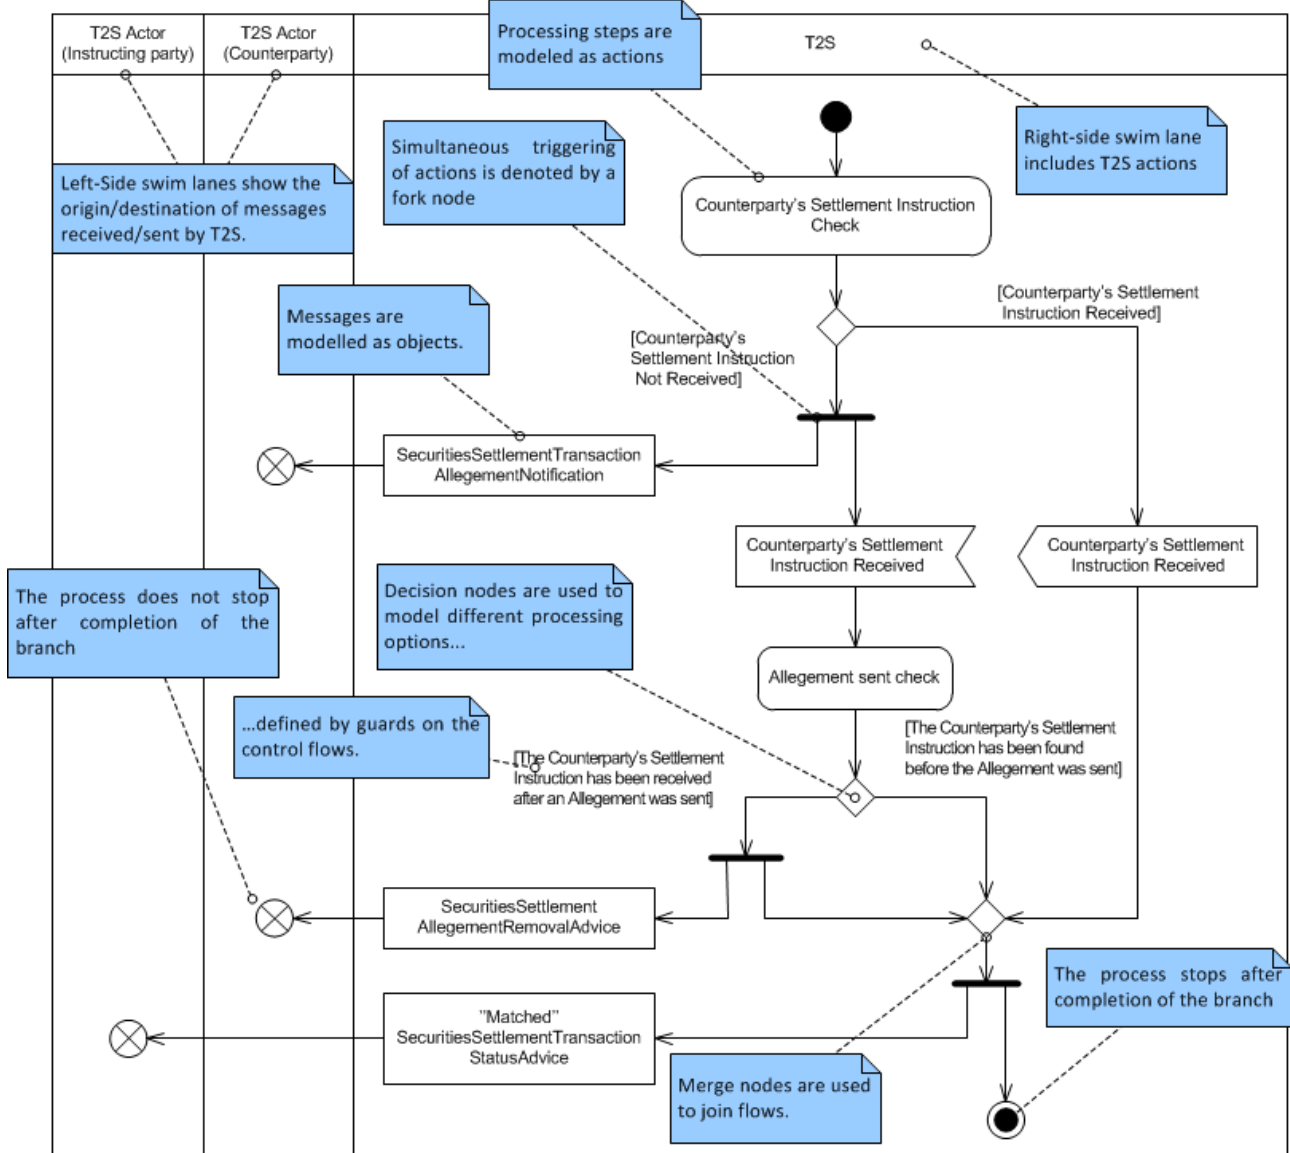 T2S Actor
(Instructing party)
T2S Actor
(Counterparty)
Processing steps are
modeled as actions
T2S
Simultaneous triggering
of actions is denoted by a
fork node
Right-side swim lane
includes T2S actions
Left-Side swim lanes show the
origin/destination of messages
received/sent by T2S.
Counterparty's Settlement Instruction
Check
Messages are
modelled as objects.
[Counterparty's Settlement
Instruction Received]
[Counterparty's
Settlement Instruction
Not Received]
SecuritiesSettlementTransaction
AllegementNotification
Counterparty's Settlement
Instruction Received
Counterparty's Settlement
Instruction Received
The process does not stop
after completion of the
branch
Decision nodes are used to
model different processing
options...
Allegement sent check
...defined by guards on the
control flows.
[The Counterparty's Settlement
Instruction has been received
after an Allegement was sent]
[The Counterparty's Settlement
Instruction has been found
before the Allegement was sent]
SecuritiesSettlement
AllegementRemovalAdvice
The process stops after
completion of the branch
"Matched"
SecuritiesSettlementTransaction
StatusAdvice
Merge nodes are used
to join flows.